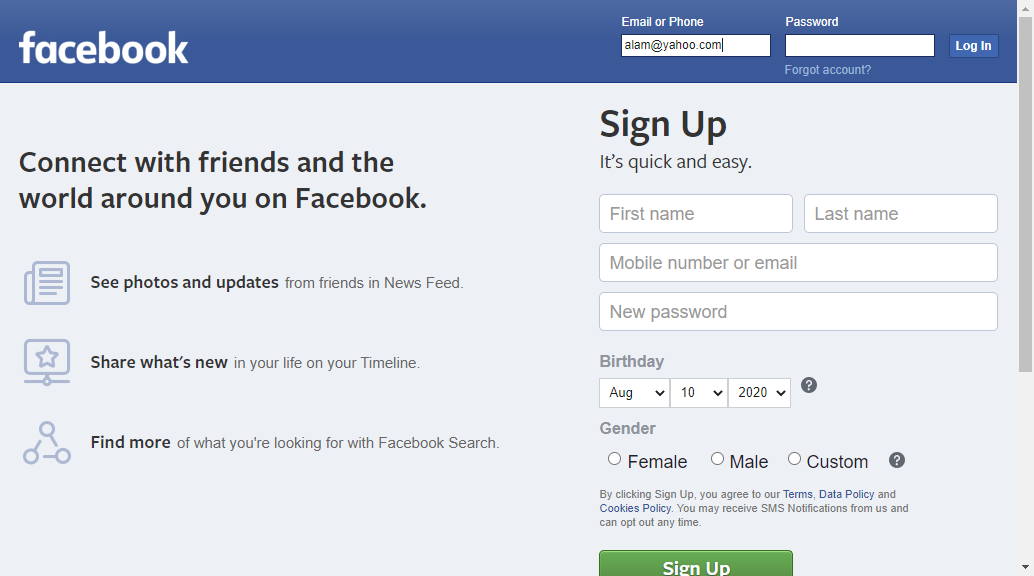 facebook
Email or Phone
Password
alam@yahoo.com
Log In
Forgot account?
Connect with friends and the
world around you on Facebook.
See photos and updates from friends in News Feed.
Share what's new in your life on your Timeline.
Find more of what you're looking for with Facebook Search.
Sign Up
It's quick and easy.
First name
Last name
Mobile number or email
New password
Birthday
Aug 10 2020 ?
Gender
Female Male Custom ?
By clicking Sign Up, you agree to our Terms, Data Policy and
Cookies Policy. You may receive SMS Notifications from us and
can opt out any time.
Sign Up